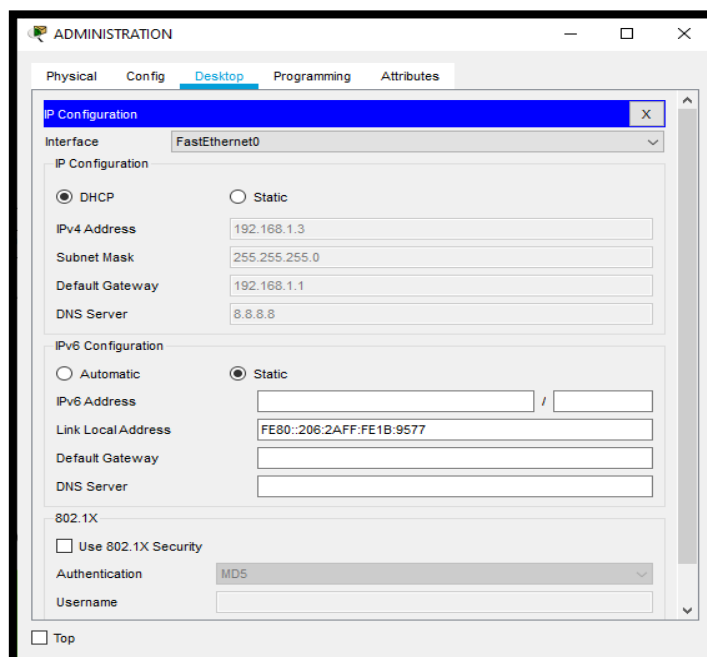 ADMINISTRATION
Physical Config Desktop Programming Attributes
IP Configuration X
Interface FastEthernet0
IP Configuration
DHCP Static
IPv4 Address 192.168.1.3
Subnet Mask 255.255.255.0
Default Gateway 192.168.1.1
DNS Server 8.8.8.8
IPv6 Configuration
Automatic Static
IPv6 Address /
Link Local Address FE80::206:2AFF:FE1B:9577
Default Gateway
DNS Server
802.1X
Use 802.1X Security
Authentication MD5
Username
Top